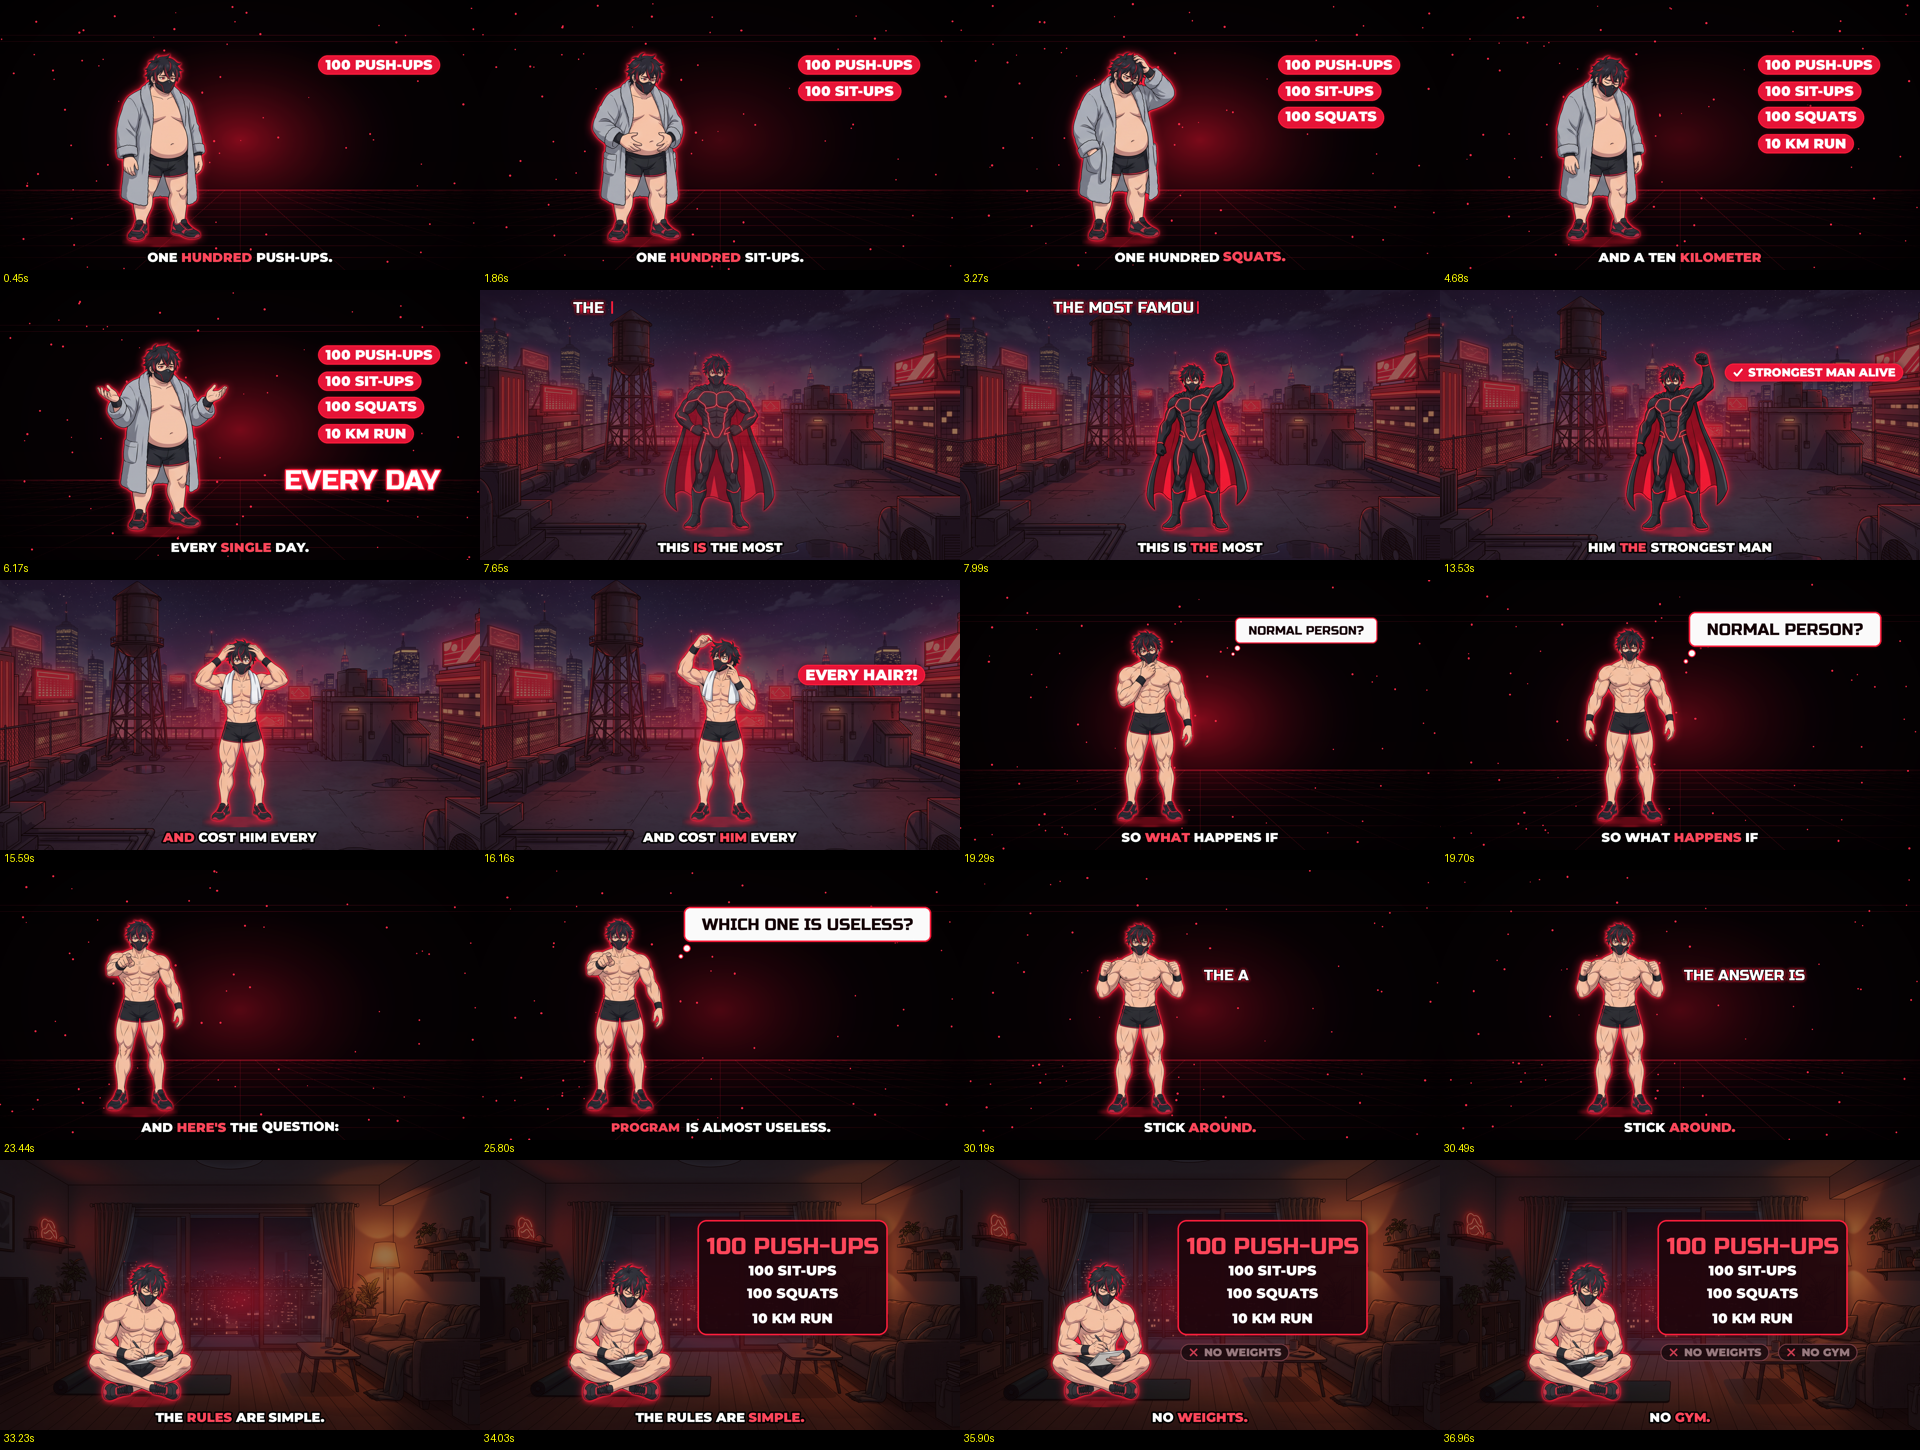 100 PUSH-UPS
ONE HUNDRED PUSH-UPS.
0.45s
100 PUSH-UPS
100 SIT-UPS
ONE HUNDRED SIT-UPS.
1.86s
100 PUSH-UPS
100 SIT-UPS
100 SQUATS
ONE HUNDRED SQUATS.
3.27s
100 PUSH-UPS
100 SIT-UPS
100 SQUATS
10 KM RUN
AND A TEN KILOMETER
4.68s
100 PUSH-UPS
100 SIT-UPS
100 SQUATS
10 KM RUN
EVERY DAY
EVERY SINGLE DAY.
6.17s
THE
THIS IS THE MOST
7.65s
THE MOST FAMOU
THIS IS THE MOST
7.99s
✓ STRONGEST MAN ALIVE
HIM THE STRONGEST MAN
13.53s
AND COST HIM EVERY
15.59s
EVERY HAIR?!
AND COST HIM EVERY
16.16s
NORMAL PERSON?
SO WHAT HAPPENS IF
19.29s
NORMAL PERSON?
SO WHAT HAPPENS IF
19.70s
AND HERE'S THE QUESTION:
23.44s
WHICH ONE IS USELESS?
PROGRAM IS ALMOST USELESS.
25.80s
THE A
STICK AROUND.
30.19s
THE ANSWER IS
STICK AROUND.
30.49s
THE RULES ARE SIMPLE.
33.23s
100 PUSH-UPS
100 SIT-UPS
100 SQUATS
10 KM RUN
THE RULES ARE SIMPLE.
34.03s
100 PUSH-UPS
100 SIT-UPS
100 SQUATS
10 KM RUN
✕ NO WEIGHTS
NO WEIGHTS.
35.90s
100 PUSH-UPS
100 SIT-UPS
100 SQUATS
10 KM RUN
✕ NO WEIGHTS ✕ NO GYM
NO GYM.
36.96s